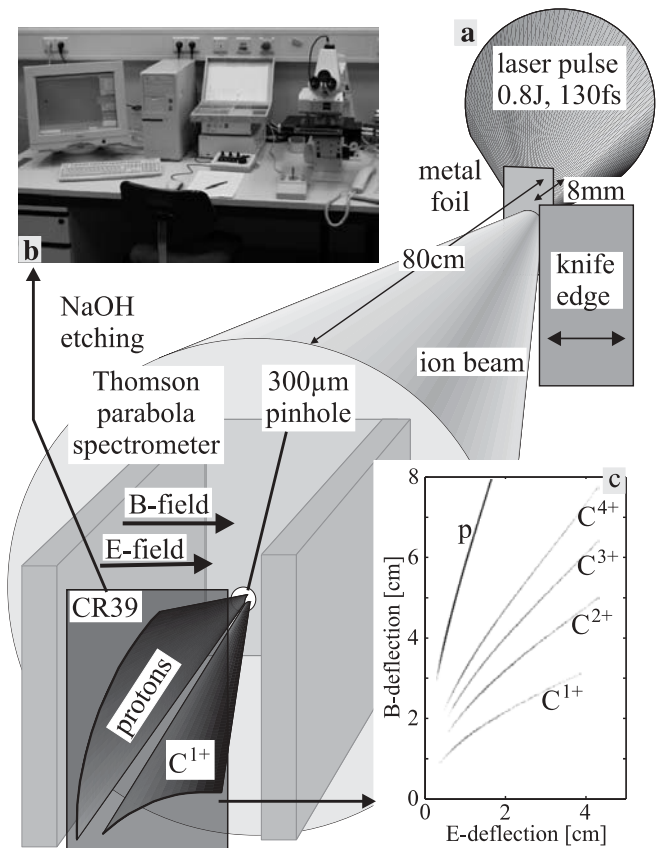 a
laser pulse
0.8J, 130fs
metal
foil
8mm
b
80cm
knife
edge
NaOH
etching
ion beam
Thomson
parabola
spectrometer
300µm
pinhole
B-field
E-field
CR39
protons
C1+
c
8
6
4
2
0
0
2
4
p
C4+
C3+
C2+
C1+
B-deflection [cm]
E-deflection [cm]